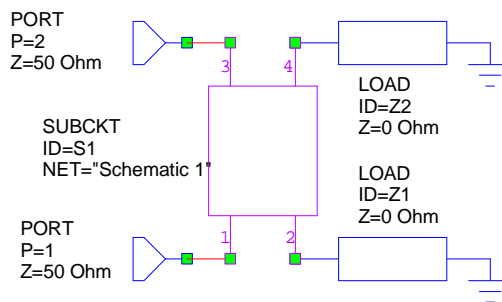 PORT
P=2
Z=50 Ohm
3
4
LOAD
ID=Z2
Z=0 Ohm
SUBCKT
ID=S1
NET="Schematic 1"
LOAD
ID=Z1
Z=0 Ohm
PORT
P=1
Z=50 Ohm
1
2